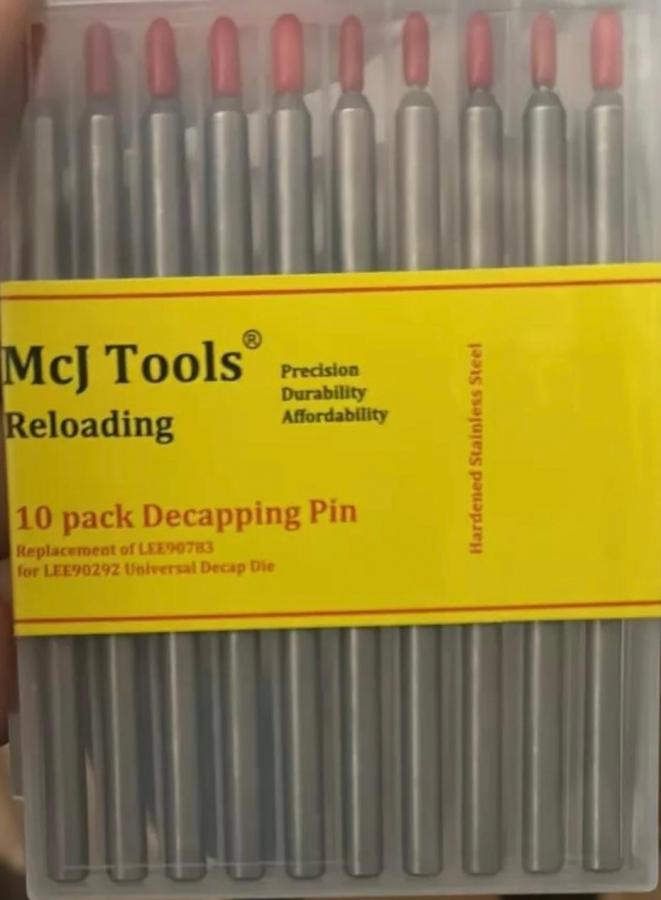 McJ Tools®
Reloading
Precision
Durability
Affordability
10 pack Decapping Pin
Replacement of LEE90783
for LEE90292 Universal Decap Die
Hardened Stainless Steel